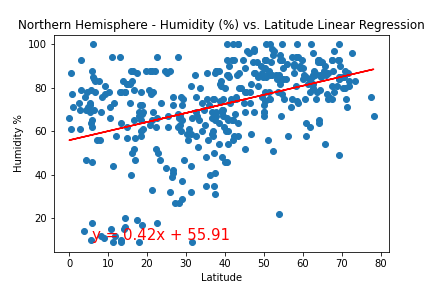 Northern Hemisphere - Humidity (%) vs. Latitude Linear Regression
100
80
60
40
20
Humidity %
y = 0.42x + 55.91
0 10 20 30 40 50 60 70 80
Latitude